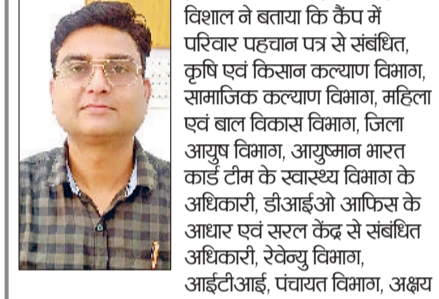 विशाल ने बताया कि कैंप में
परिवार पहचान पत्र से संबंधित,
कृषि एवं किसान कल्याण विभाग,
सामाजिक कल्याण विभाग, महिला
एवं बाल विकास विभाग, जिला
आयुष विभाग, आयुष्मान भारत
कार्ड टीम के स्वास्थ्य विभाग के
अधिकारी, डीआईओ आफिस के
आधार एवं सरल केंद्र से संबंधित
अधिकारी, रेवेन्यु विभाग,
आईटीआई, पंचायत विभाग, अक्षय